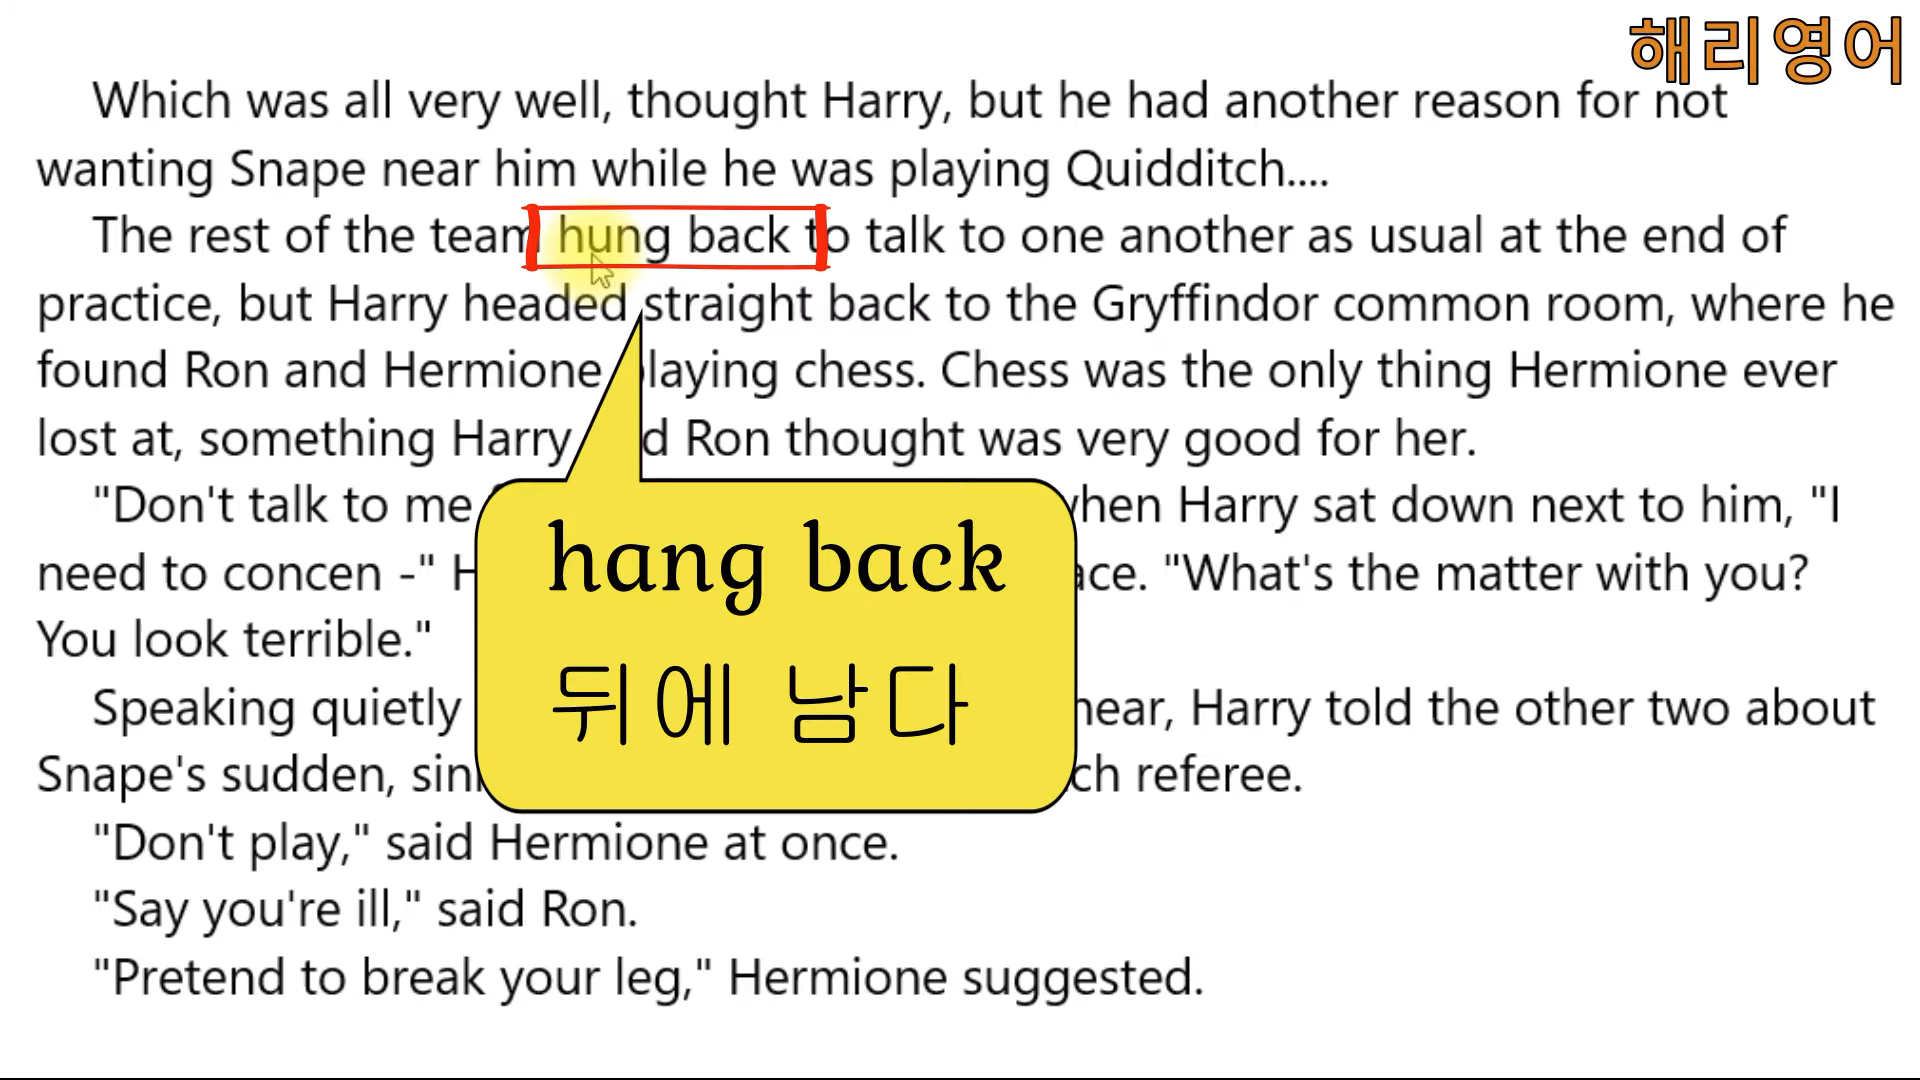 해리영어
Which was all very well, thought Harry, but he had another reason for not
wanting Snape near him while he was playing Quidditch....
The rest of the team hung back to talk to one another as usual at the end of
practice, but Harry headed straight back to the Gryffindor common room, where he
found Ron and Hermione playing chess. Chess was the only thing Hermione ever
lost at, something Harry Ron thought was very good for her.
"Don't talk to me when Harry sat down next to him, "I
need to concen -" "What's the matter with you?
You look terrible."
Speaking quietly hear, Harry told the other two about
Snape's sudden, referee.
"Don't play," said Hermione at once.
"Say you're ill," said Ron.
"Pretend to break your leg," Hermione suggested.
hang back
뒤에 남다